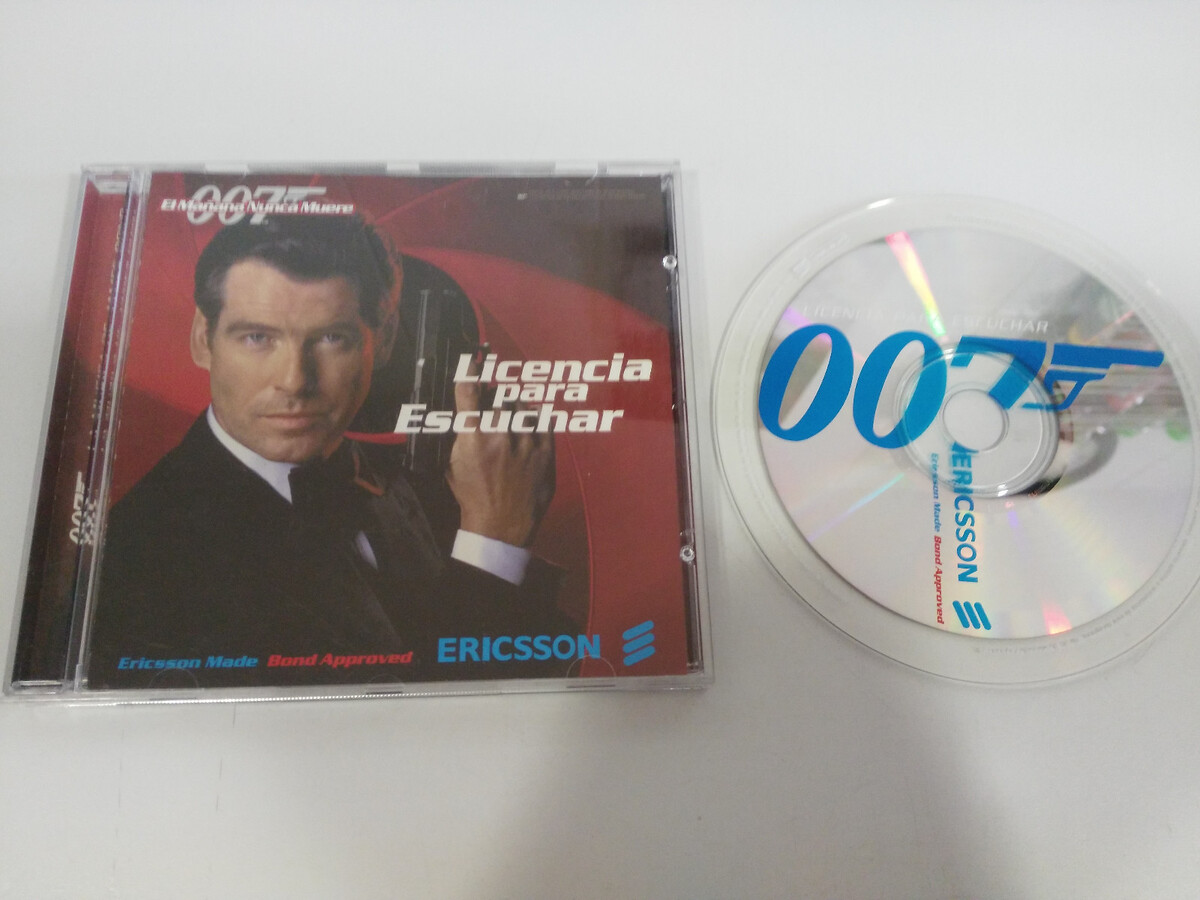 007
El Mañana Nunca Muere
Licencia
para
Escuchar
Ericsson Made Bond Approved
ERICSSON
007
LICENCIA PARA ESCUCHAR
007
ERICSSON
Ericsson Made Bond Approved